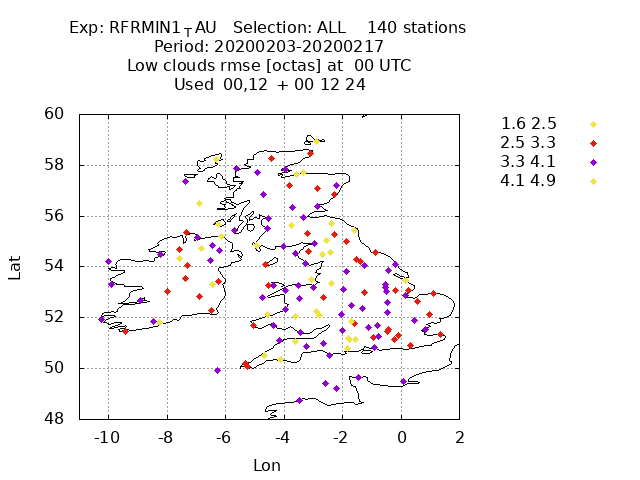 Exp: RFRMIN1_TAU   Selection: ALL    140 stations
Period: 20200203-20200217
Low clouds rmse [octas] at  00 UTC
Used  00,12  + 00 12 24
1.6 2.5
2.5 3.3
3.3 4.1
4.1 4.9
60
58
56
54
52
50
48
Lat
-10 -8 -6 -4 -2 0 2
Lon